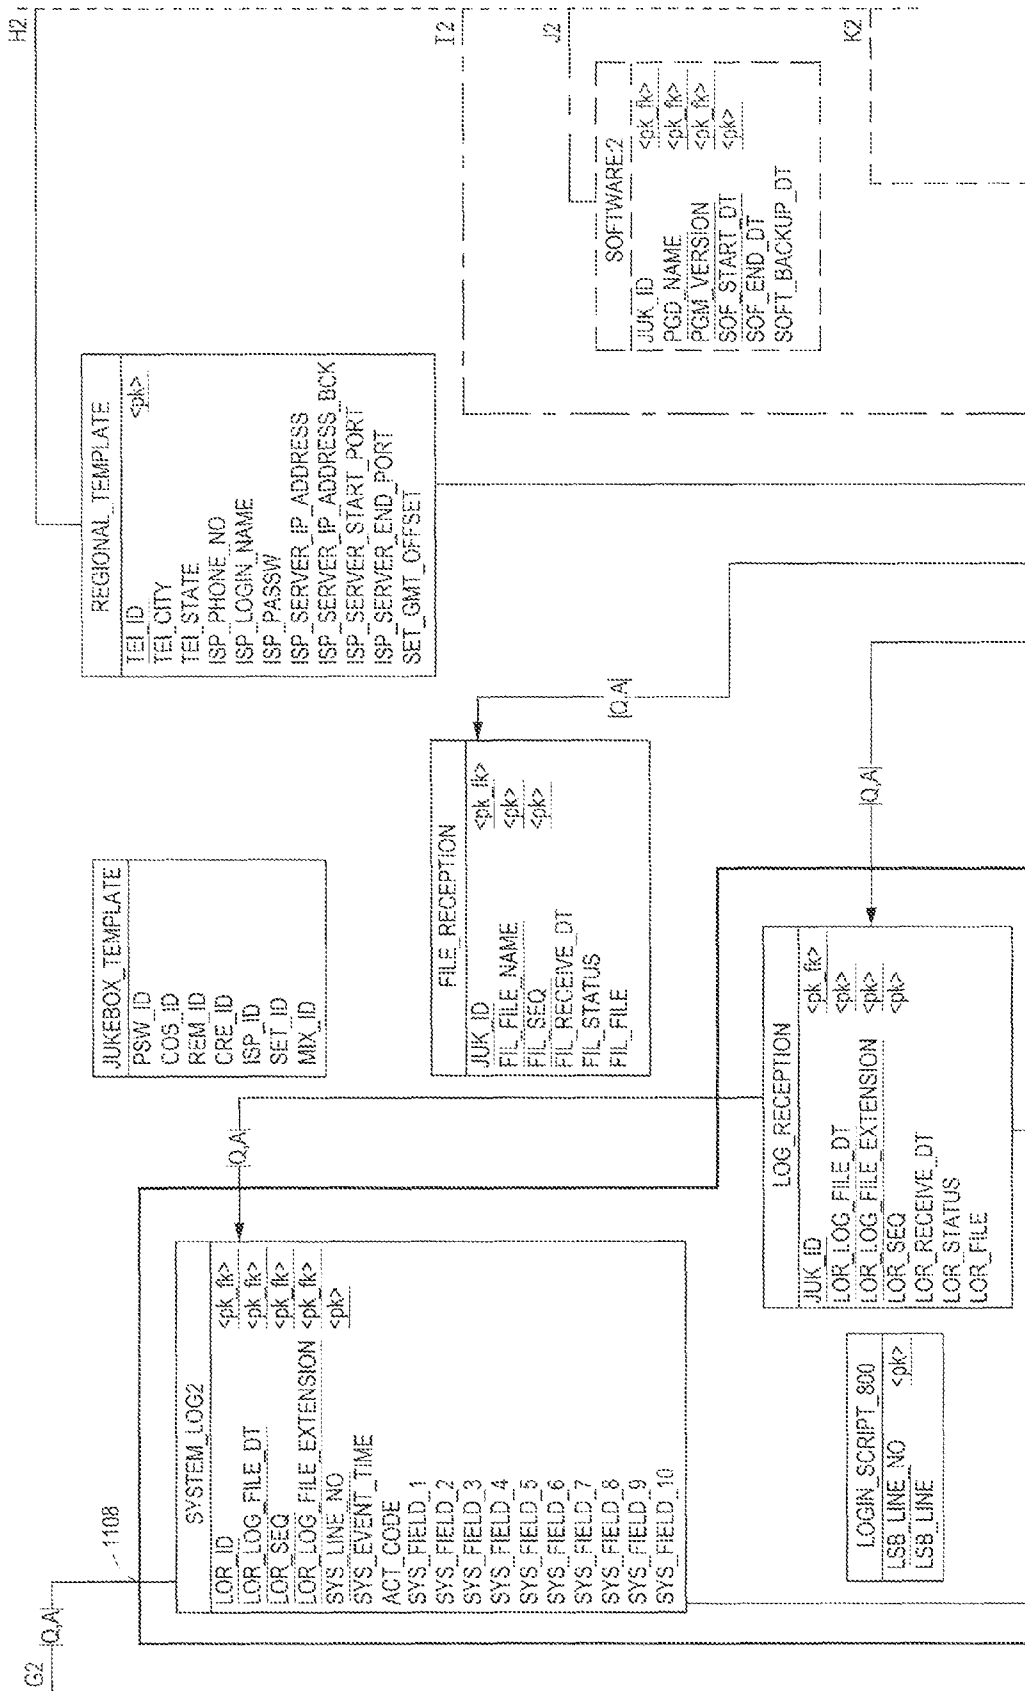 G2
|Q,A|
1108
SYSTEM_LOG2
LOR_ID <pk_fk>
LOR_LOG_FILE_DT <pk_fk>
LOR_SEQ <pk_fk>
LOR_LOG_FILE_EXTENSION <pk_fk>
SYS_LINE_NO <pk>
SYS_EVENT_TIME
ACT_CODE
SYS_FIELD_1
SYS_FIELD_2
SYS_FIELD_3
SYS_FIELD_4
SYS_FIELD_5
SYS_FIELD_6
SYS_FIELD_7
SYS_FIELD_8
SYS_FIELD_9
SYS_FIELD_10
|Q,A|
LOGIN_SCRIPT_800
LSB_LINE_NO <pk>
LSB_LINE
JUKEBOX_TEMPLATE
PSW_ID
COS_ID
REM_ID
CRE_ID
ISP_ID
SET_ID
MIX_ID
LOG_RECEPTION
JUK_ID <pk_fk>
LOR_LOG_FILE_DT <pk>
LOR_LOG_FILE_EXTENSION <pk>
LOR_SEQ <pk>
LOR_RECEIVE_DT
LOR_STATUS
LOR_FILE
|Q,A|
FILE_RECEPTION
JUK_ID <pk_fk>
FIL_FILE_NAME <pk>
FIL_SEQ <pk>
FIL_RECEIVE_DT
FIL_STATUS
FIL_FILE
|Q,A|
REGIONAL_TEMPLATE
TEI_ID <pk>
TEI_CITY
TEI_STATE
ISP_PHONE_NO
ISP_LOGIN_NAME
ISP_PASSW
ISP_SERVER_IP_ADDRESS
ISP_SERVER_IP_ADDRESS_BCK
ISP_SERVER_START_PORT
ISP_SERVER_END_PORT
SET_GMT_OFFSET
SOFTWARE:2
JUK_ID <pk_fk>
PGD_NAME <pk_fk>
PGM_VERSION <pk_fk>
SOF_START_DT <pk>
SOF_END_DT
SOFT_BACKUP_DT
H2
I2
J2
K2